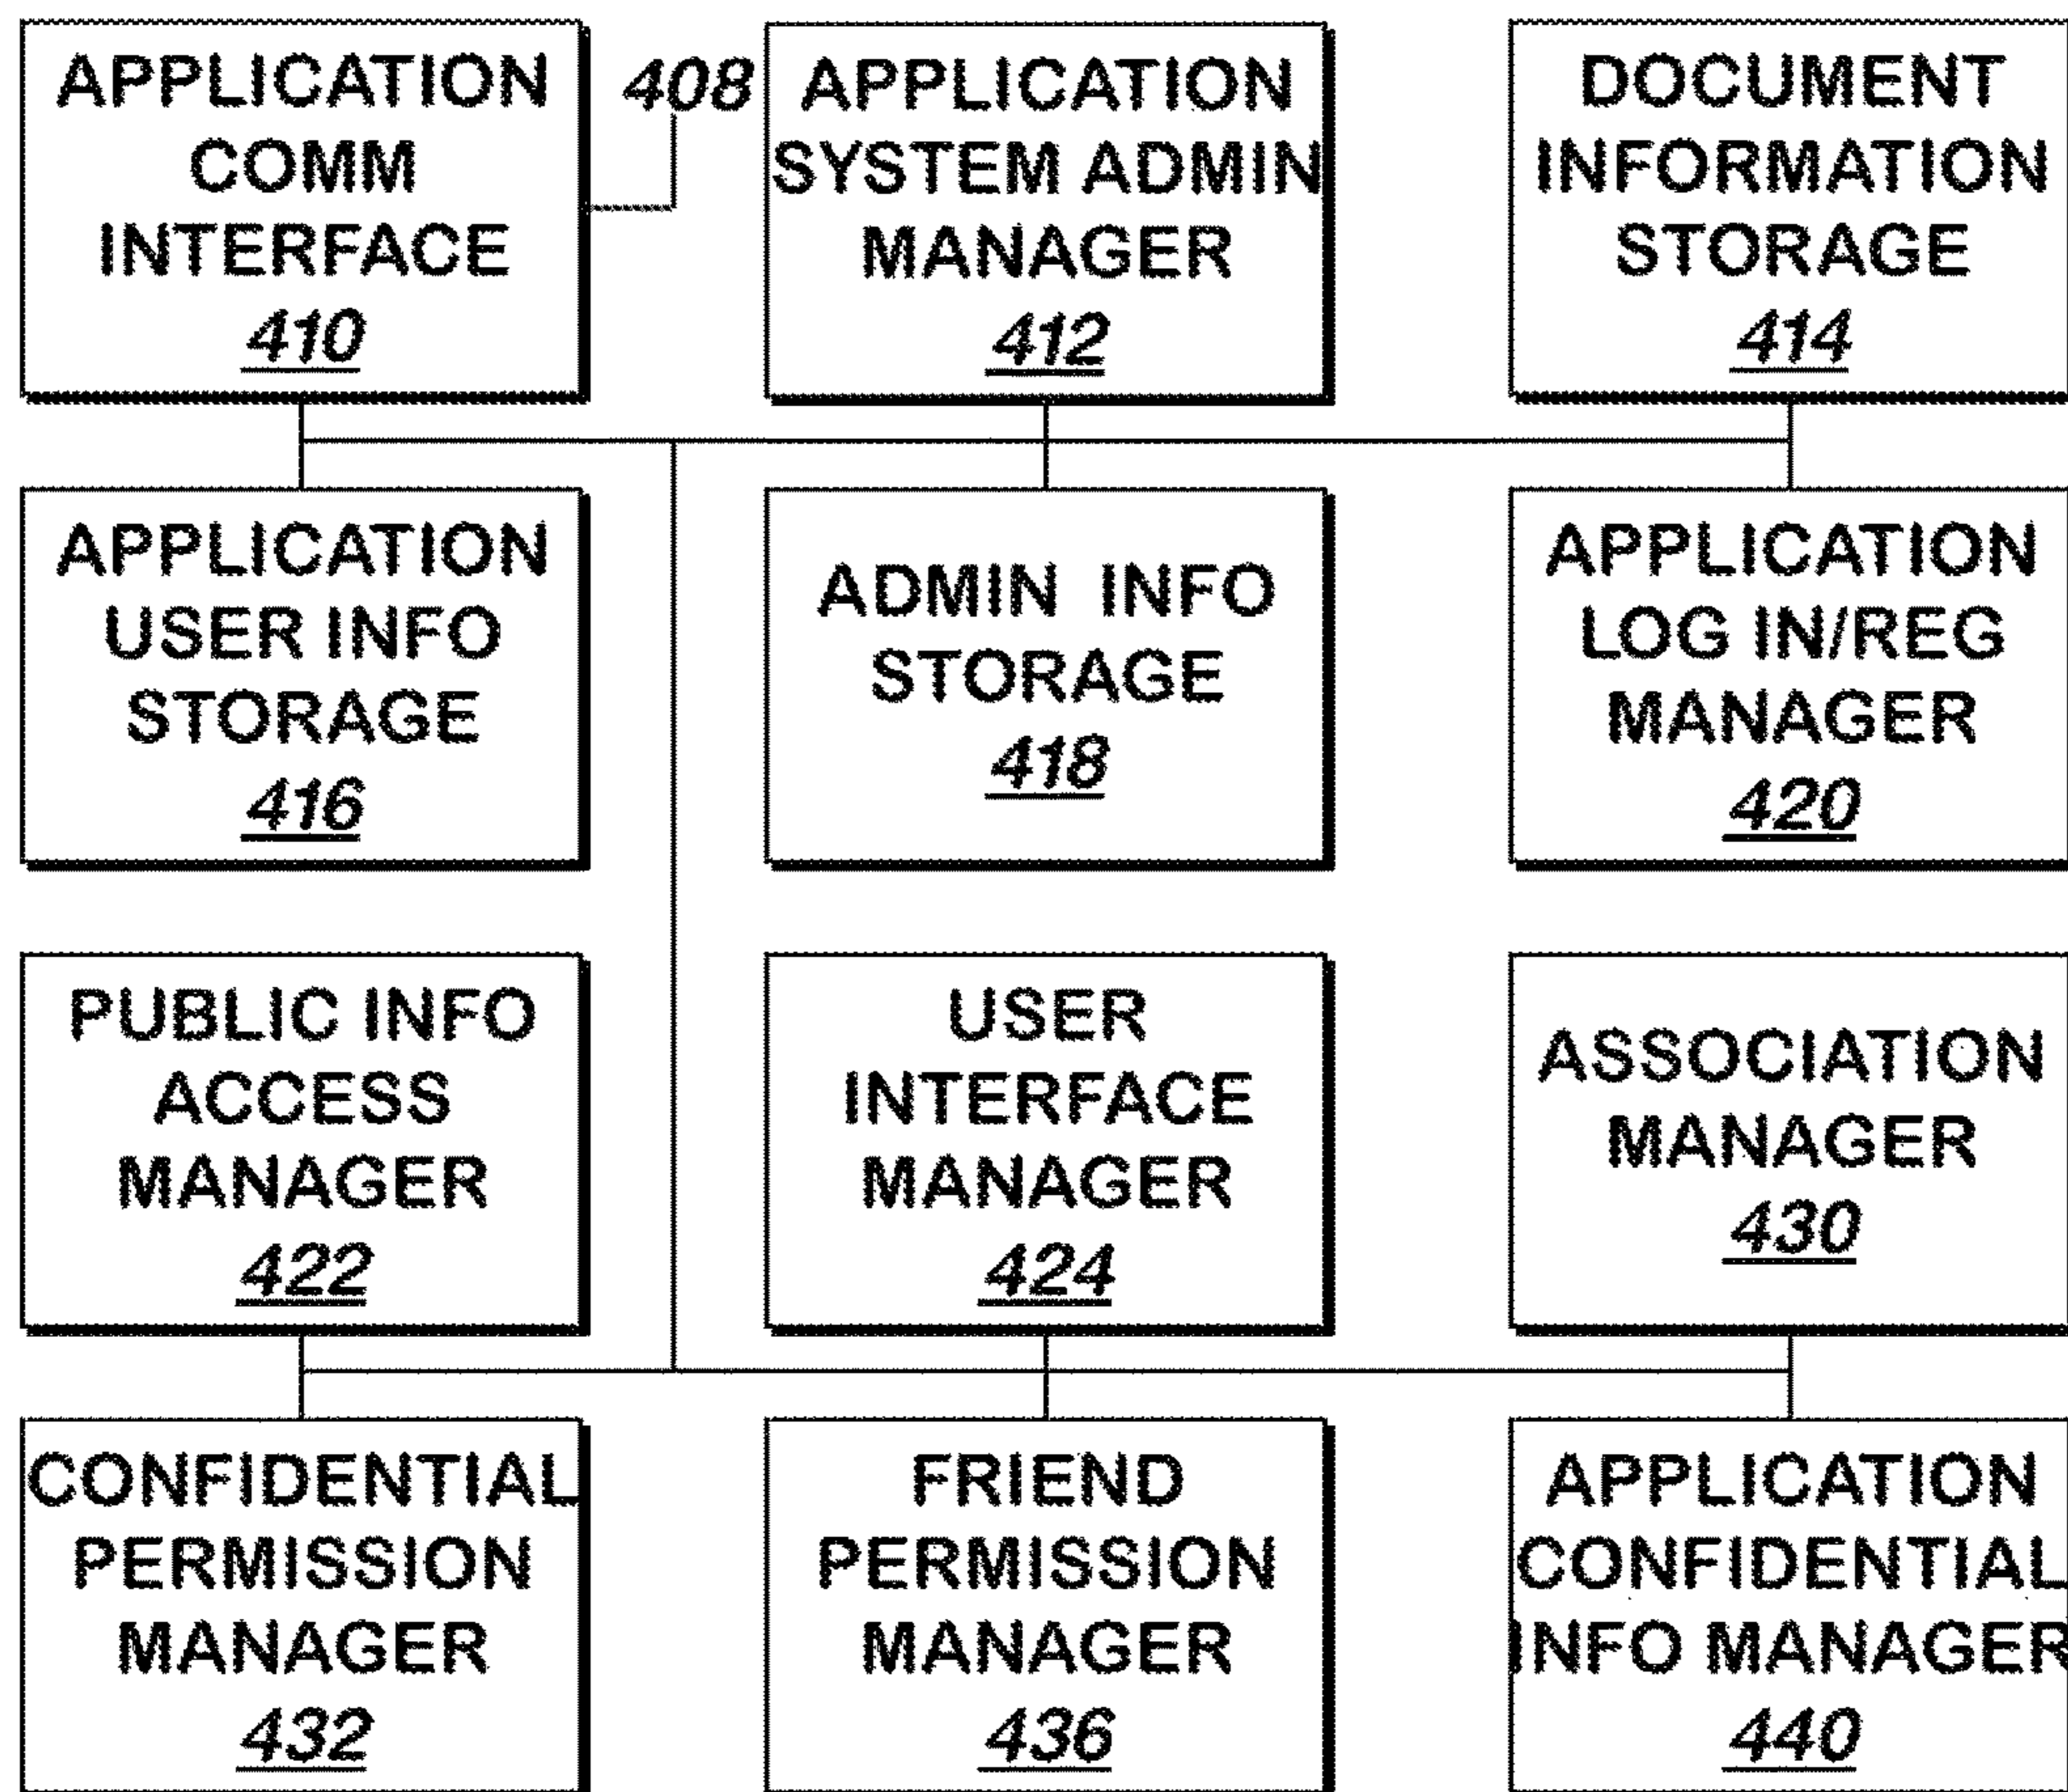 APPLICATION
COMM
INTERFACE
410
408
APPLICATION
SYSTEM ADMIN
MANAGER
412
DOCUMENT
INFORMATION
STORAGE
414
APPLICATION
USER INFO
STORAGE
416
ADMIN INFO
STORAGE
418
APPLICATION
LOG IN/REG
MANAGER
420
PUBLIC INFO
ACCESS
MANAGER
422
USER
INTERFACE
MANAGER
424
ASSOCIATION
MANAGER
430
CONFIDENTIAL
PERMISSION
MANAGER
432
FRIEND
PERMISSION
MANAGER
436
APPLICATION
CONFIDENTIAL
INFO MANAGER
440